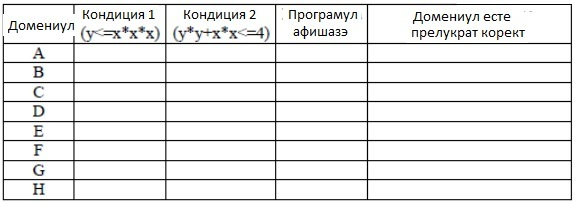 Домениул Кондиция 1 (y<=x*x*x) Кондиция 2 (y*y+x*x<=4) Програмул афишазэ Домениул есте прелукрат корект
A
B
C
D
E
F
G
H